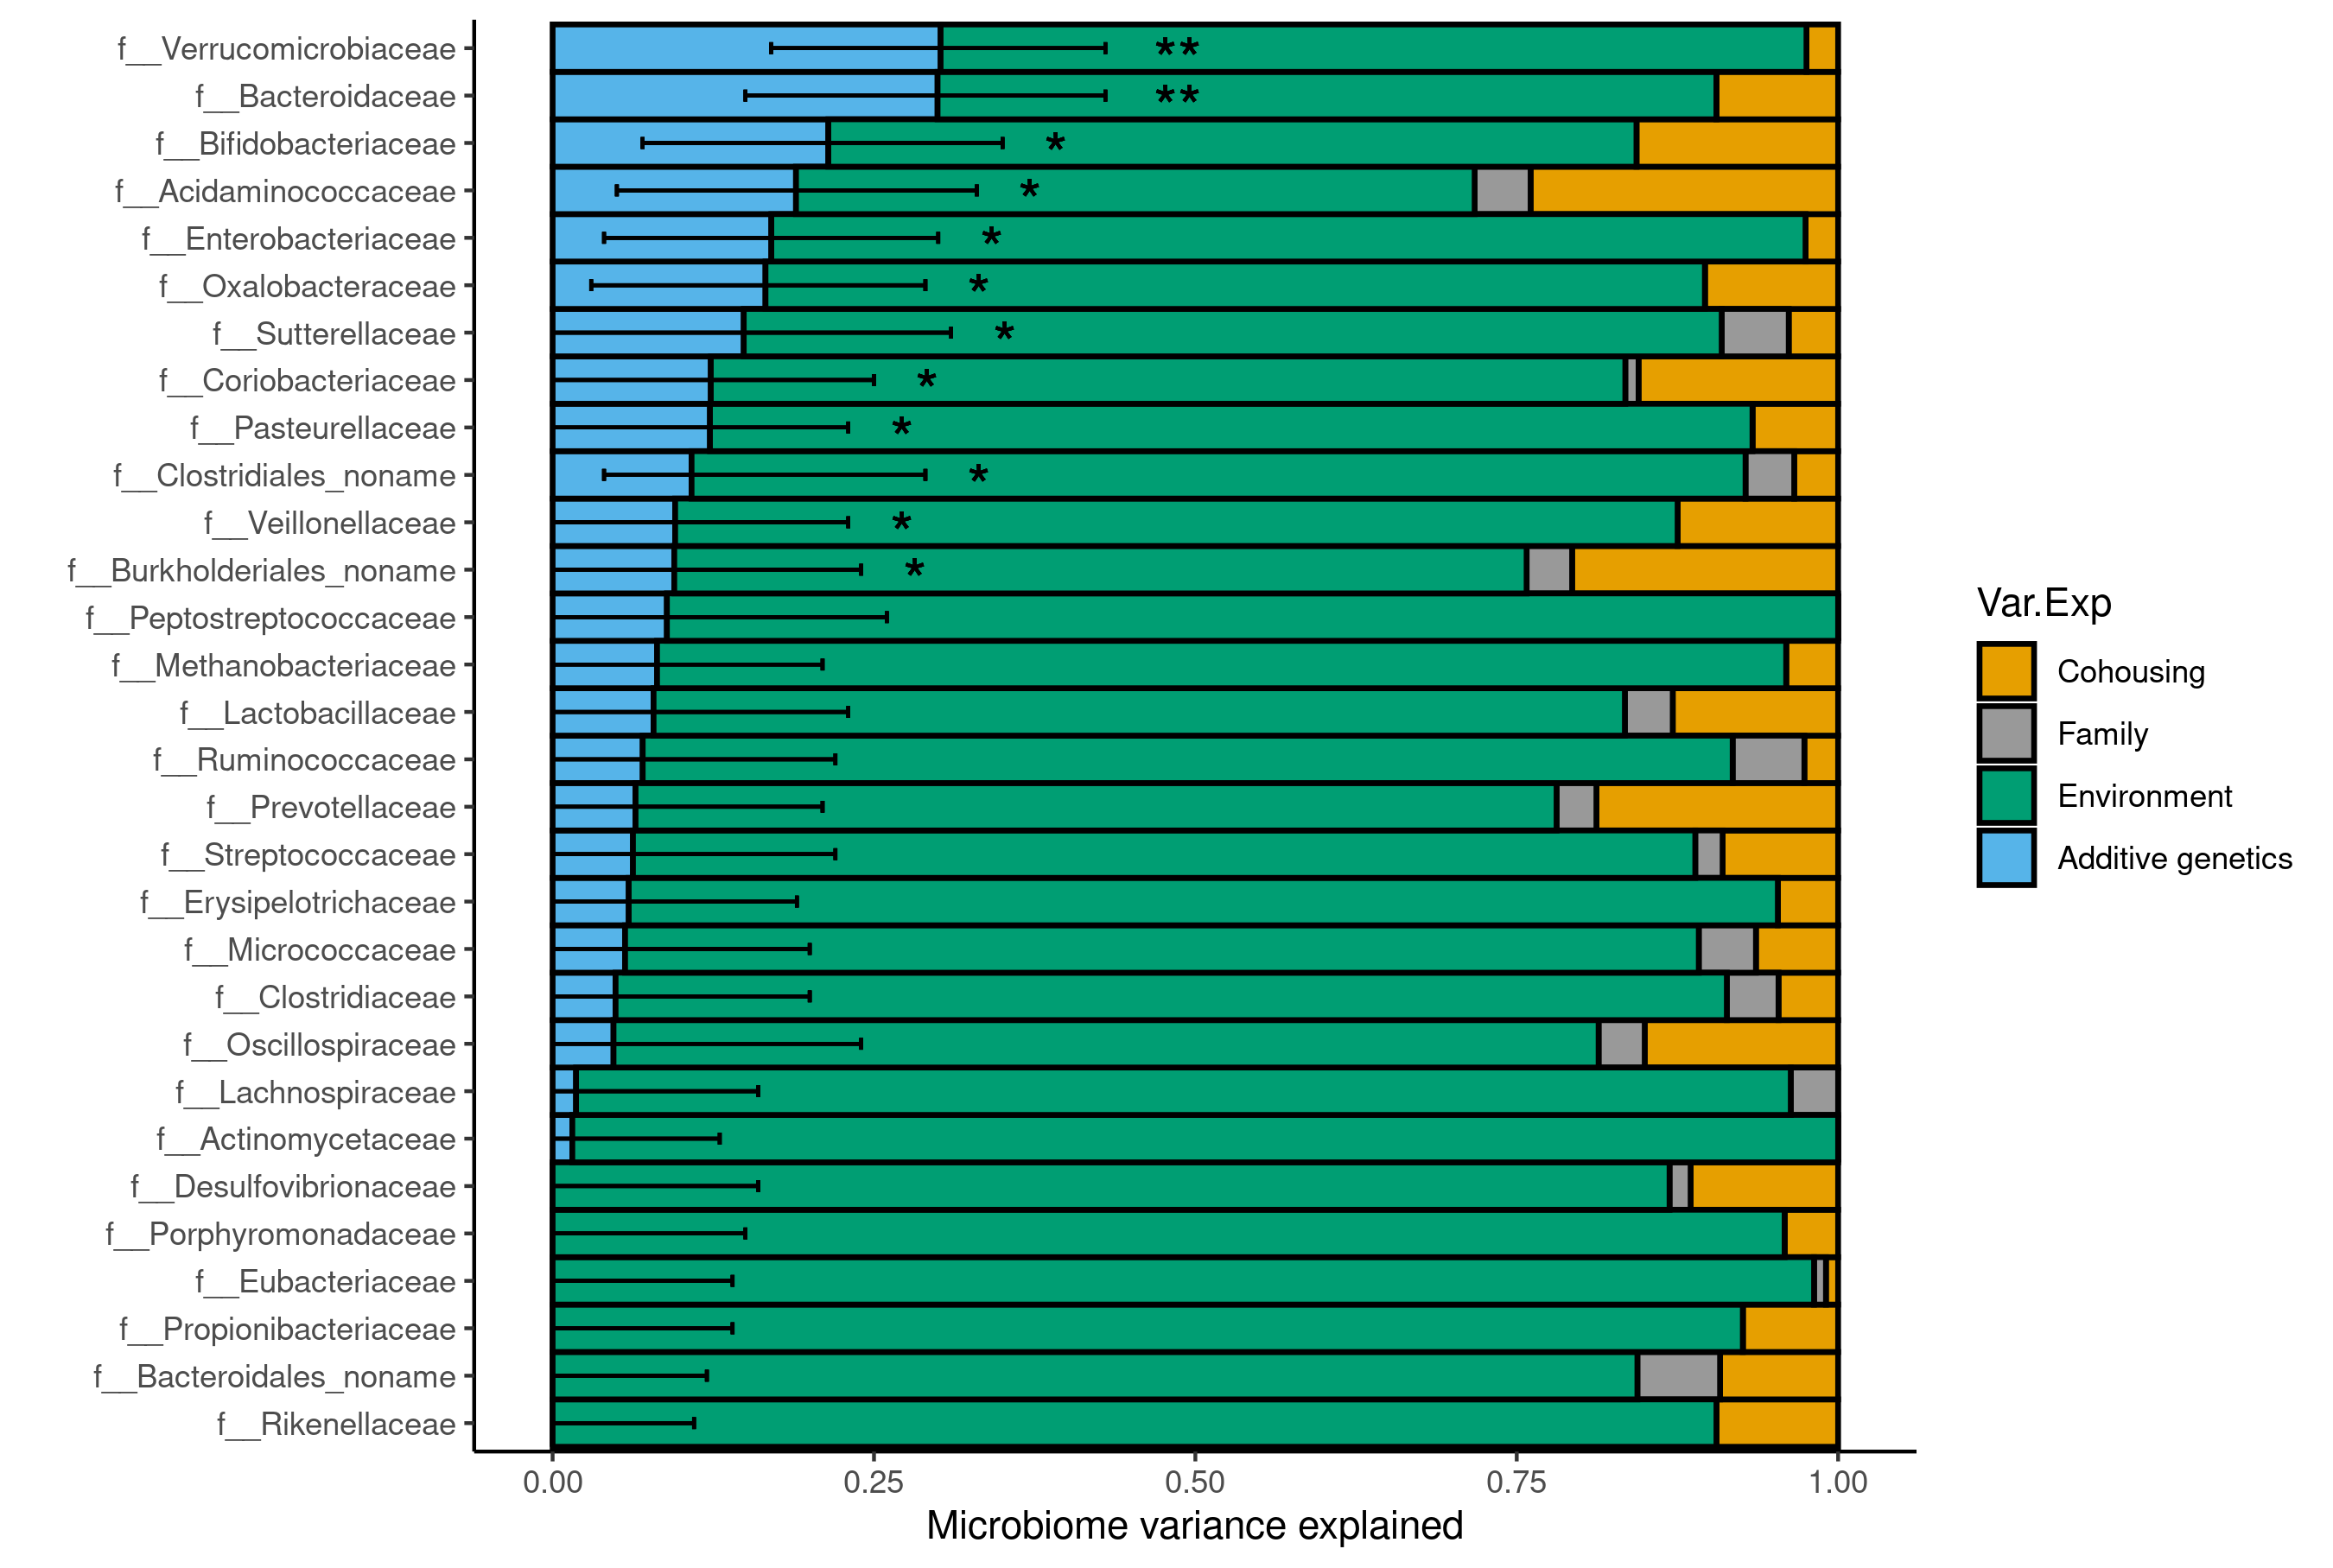 f__Verrucomicrobiaceae **
f__Bacteroidaceae **
f__Bifidobacteriaceae *
f__Acidaminococcaceae *
f__Enterobacteriaceae *
f__Oxalobacteraceae *
f__Sutterellaceae *
f__Coriobacteriaceae *
f__Pasteurellaceae *
f__Clostridiales_noname *
f__Veillonellaceae *
f__Burkholderiales_noname *
f__Peptostreptococcaceae
f__Methanobacteriaceae
f__Lactobacillaceae
f__Ruminococcaceae
f__Prevotellaceae
f__Streptococcaceae
f__Erysipelotrichaceae
f__Micrococcaceae
f__Clostridiaceae
f__Oscillospiraceae
f__Lachnospiraceae
f__Actinomycetaceae
f__Desulfovibrionaceae
f__Porphyromonadaceae
f__Eubacteriaceae
f__Propionibacteriaceae
f__Bacteroidales_noname
f__Rikenellaceae
0.00 0.25 0.50 0.75 1.00
Microbiome variance explained
Var.Exp
Cohousing
Family
Environment
Additive genetics